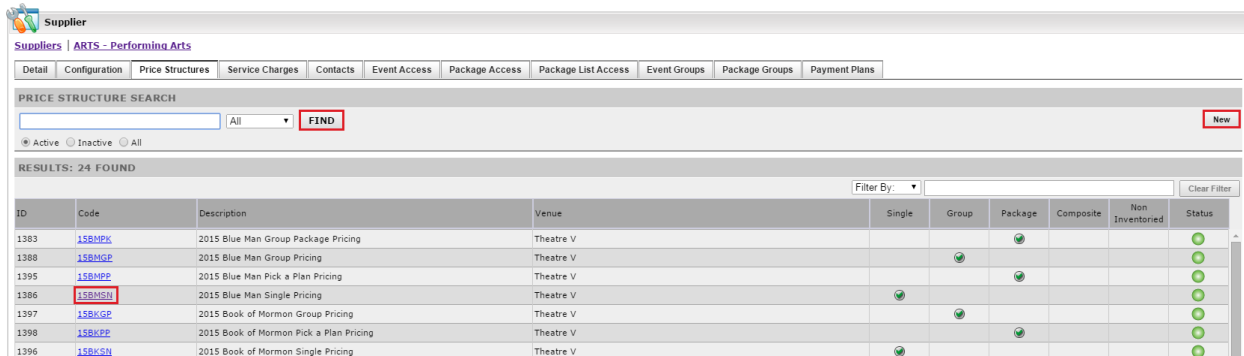 Supplier
Suppliers | ARTS - Performing Arts
Detail Configuration Price Structures Service Charges Contacts Event Access Package Access Package List Access Event Groups Package Groups Payment Plans
PRICE STRUCTURE SEARCH
All FIND New
Active Inactive All
RESULTS: 24 FOUND
Filter By: Clear Filter
ID Code Description Venue Single Group Package Composite Non Inventoried Status
1383 15BMPK 2015 Blue Man Group Package Pricing Theatre V
1388 15BMGP 2015 Blue Man Group Pricing Theatre V
1395 15BMPP 2015 Blue Man Pick a Plan Pricing Theatre V
1386 15BMSN 2015 Blue Man Single Pricing Theatre V
1397 15BKGP 2015 Book of Mormon Group Pricing Theatre V
1398 15BKPP 2015 Book of Mormon Pick a Plan Pricing Theatre V
1396 15BKSN 2015 Book of Mormon Single Pricing Theatre V